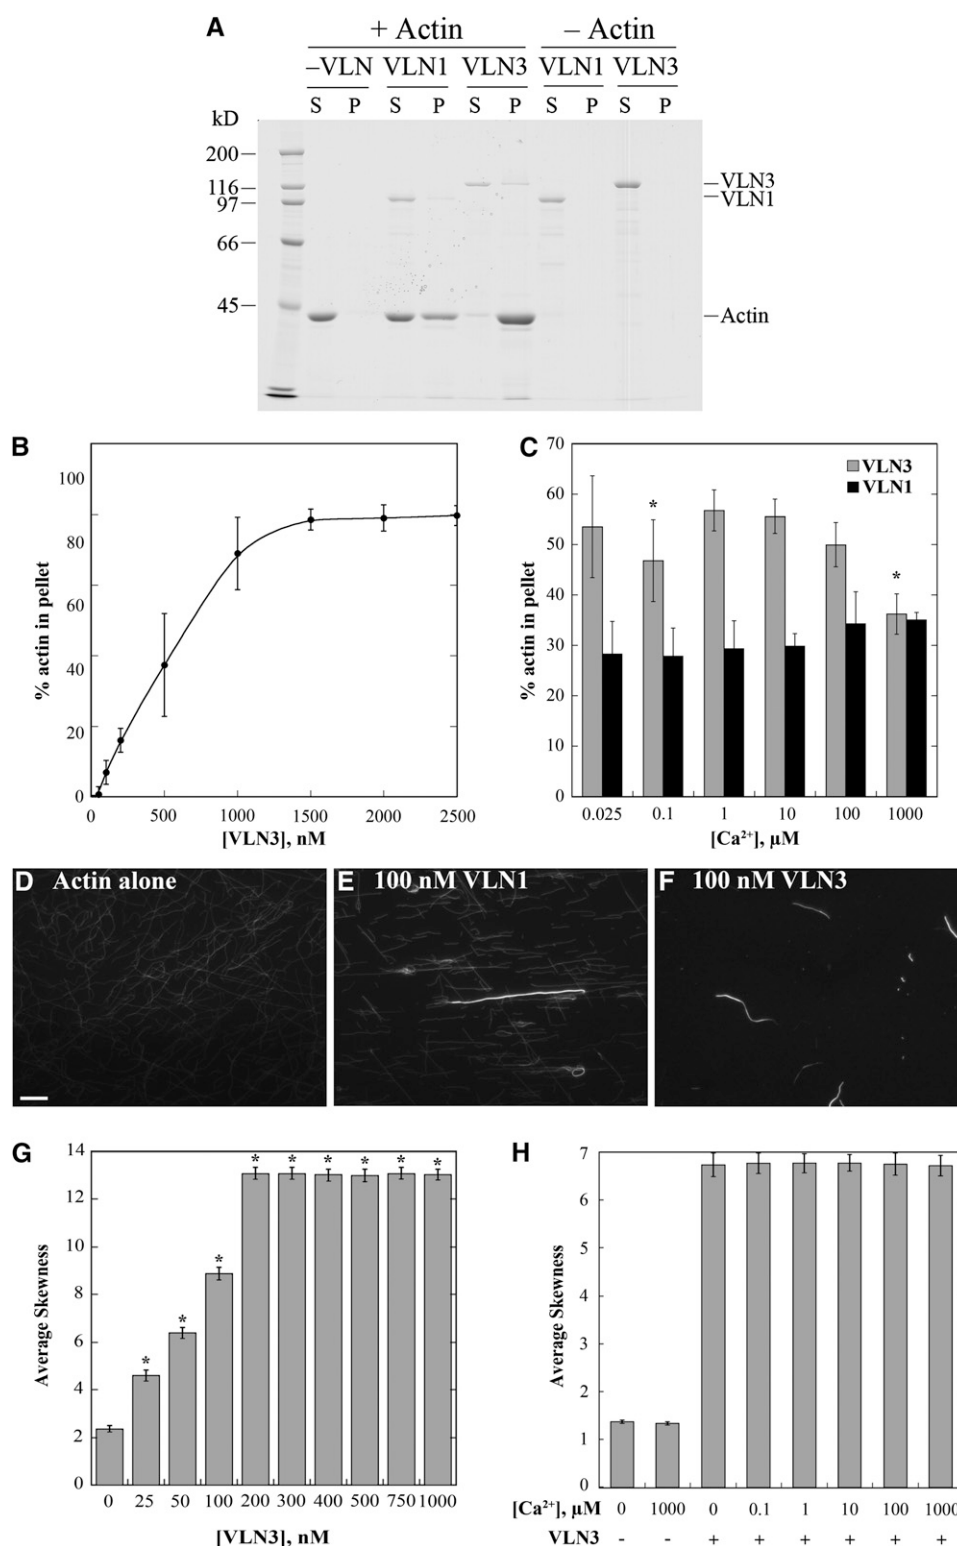 A
+ Actin – Actin
–VLN VLN1 VLN3 VLN1 VLN3
S P S P S P S P S P
kD
200
116
97
66
45
VLN3
VLN1
Actin
B
100
80
60
40
20
0
% actin in pellet
0 500 1000 1500 2000 2500
[VLN3], nM
C
70
60
50
40
30
20
10
0
% actin in pellet
VLN3
VLN1
*
*
0.025 0.1 1 10 100 1000
[Ca²⁺], µM
D Actin alone
E 100 nM VLN1
F 100 nM VLN3
G
14
12
10
8
6
4
2
0
Average Skewness
* * * * * * * * *
0 25 50 100 200 300 400 500 750 1000
[VLN3], nM
H
7
6
5
4
3
2
1
0
Average Skewness
[Ca²⁺], µM 0 1000 0 0.1 1 10 100 1000
VLN3 - - + + + + + +